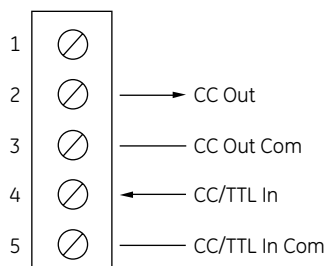 1
2 CC Out
3 CC Out Com
4 CC/TTL In
5 CC/TTL In Com